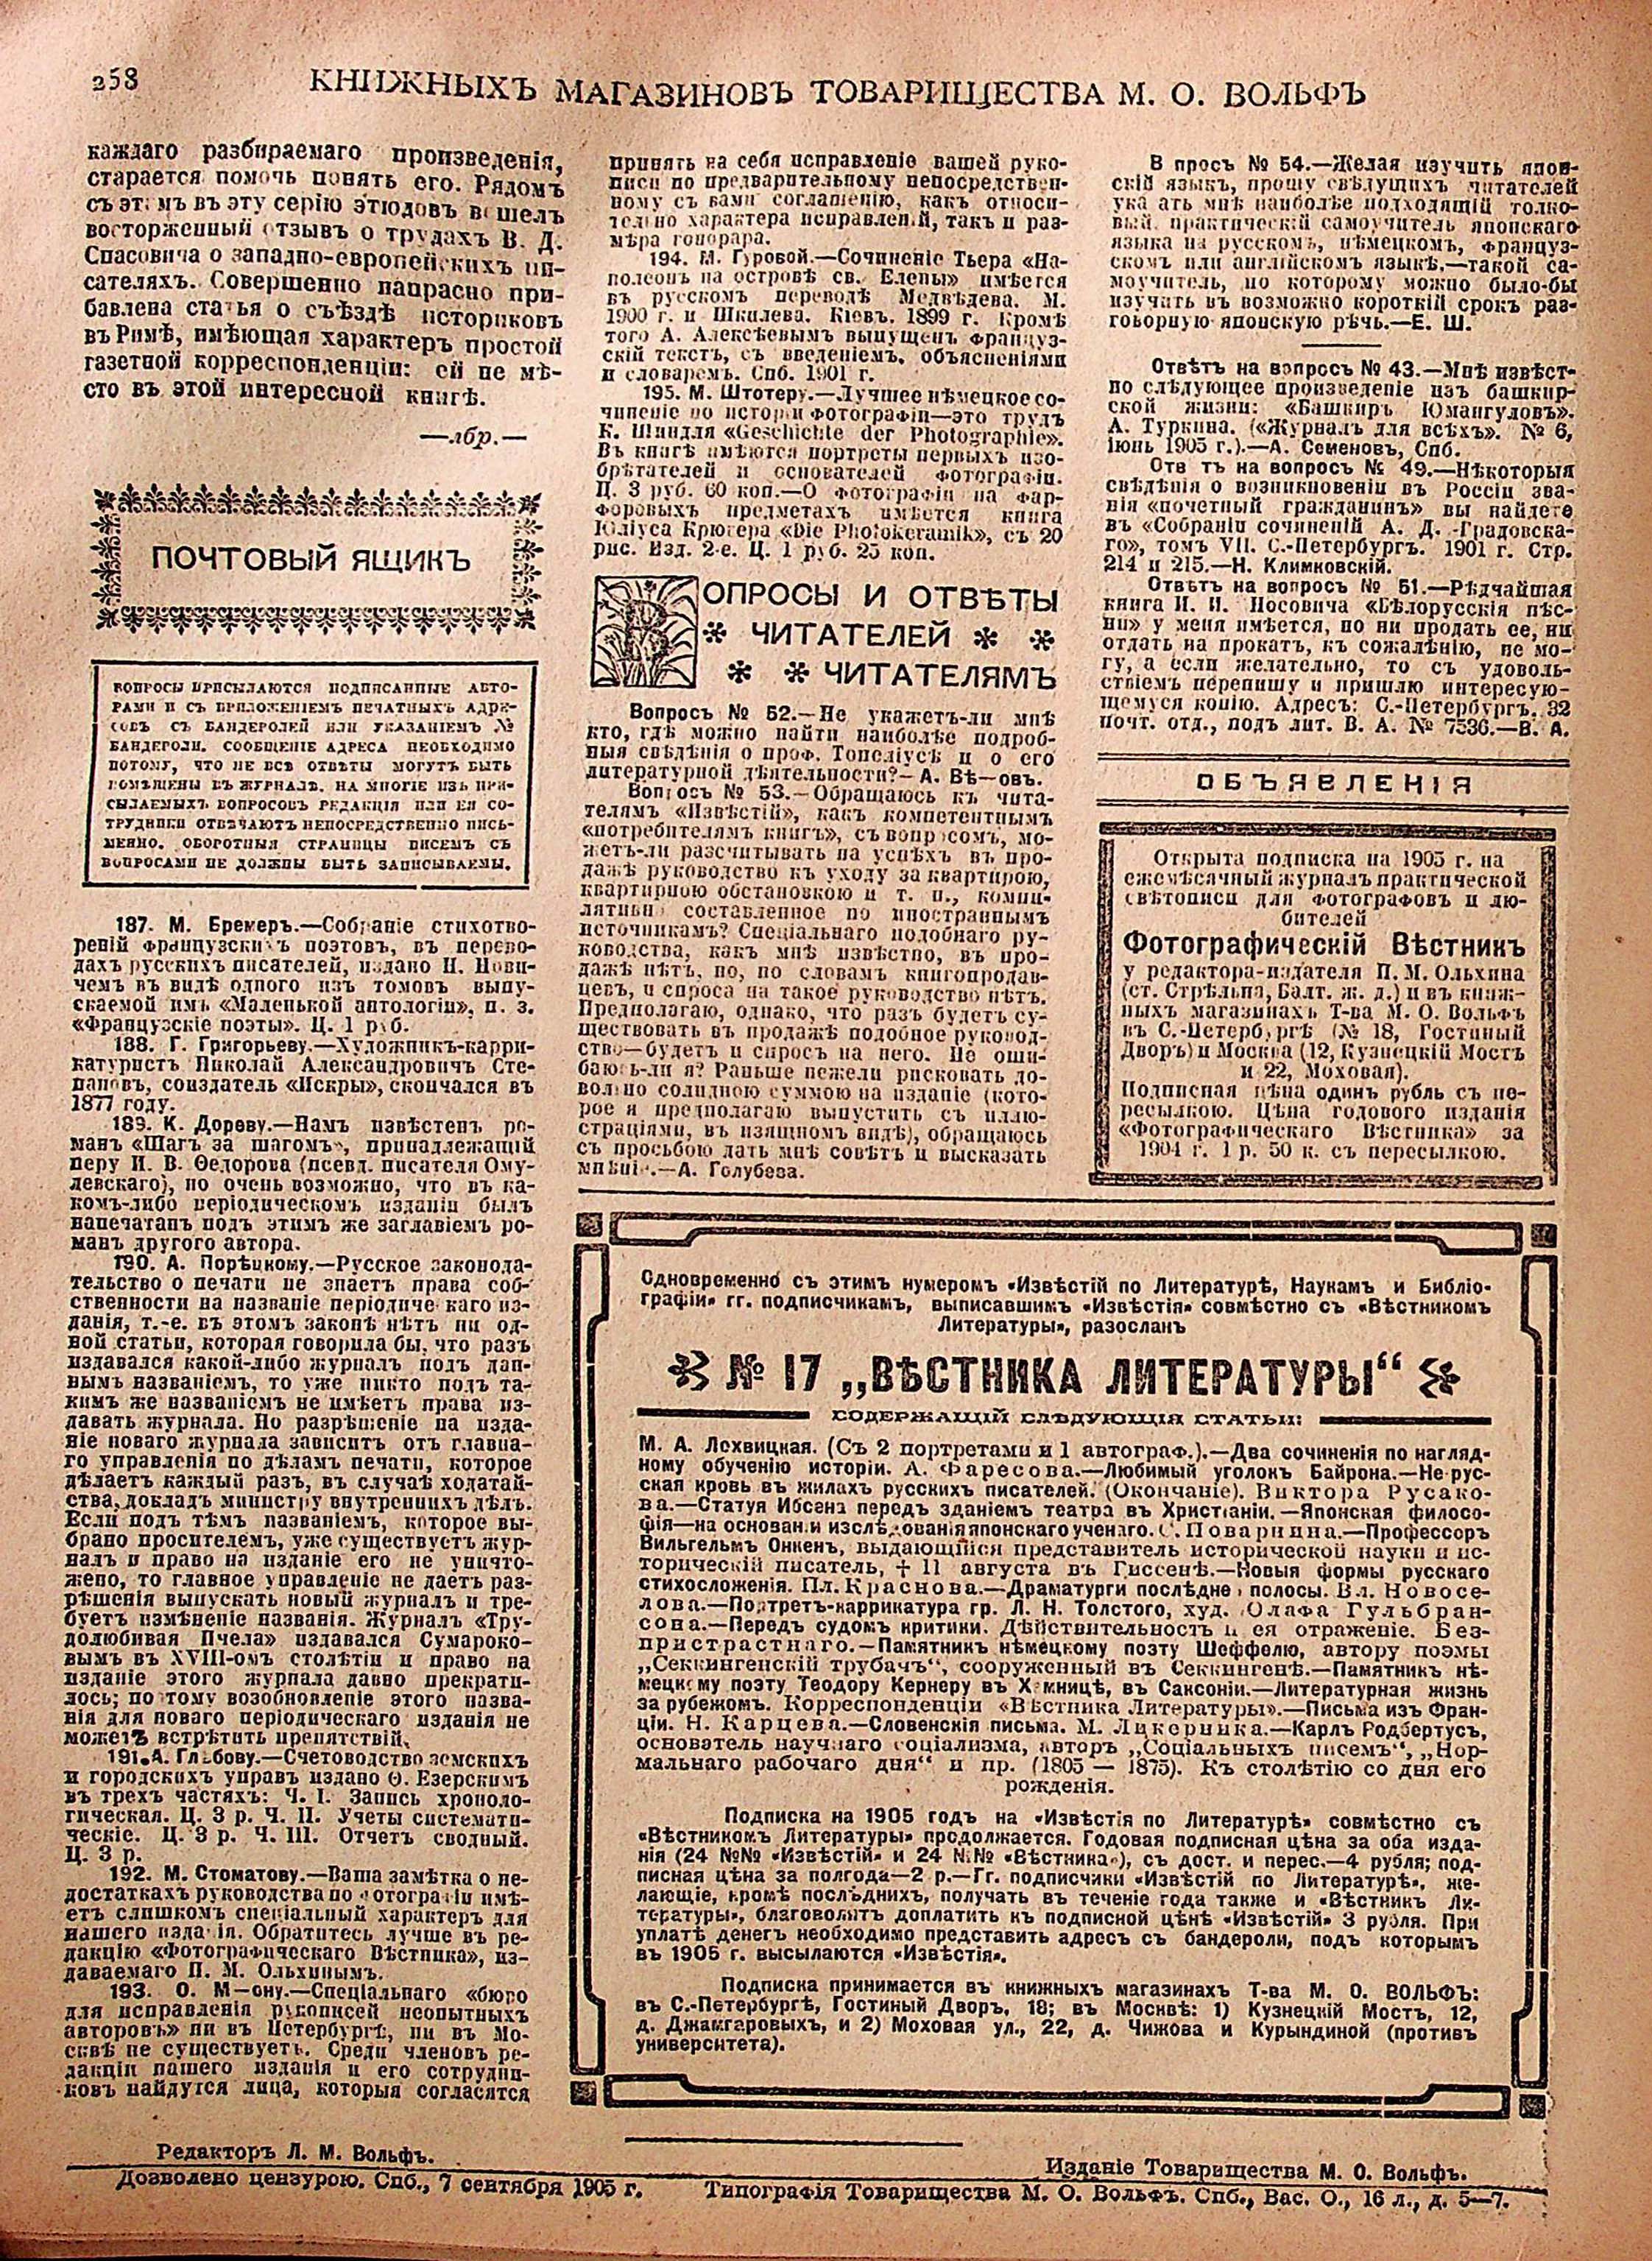 258
КНИЖНЫХЪ МАГАЗИНОВЪ ТОВАРИЩЕСТВА М. О. ВОЛЬФЪ
каждаго разбираемаго произведенія,
старается помочь понять его. Рядомъ
съ этимъ въ эту серію этюдовъ вошелъ
восторженный отзывъ о трудахъ В. Д.
Спасовича о западно-европейскихъ пи-
сателяхъ. Совершенно напрасно при-
бавлена статья о съѣздѣ историковъ
въ Римѣ, имѣющая характеръ простой
газетной корреспонденціи: ей не мѣ-
сто въ этой интересной книгѣ.
—лбр.—
ПОЧТОВЫЙ ЯЩИКЪ
ВОПРОСЫ ПРИСЫЛАЮТСЯ ПОДПИСАННЫЕ АВТО-
РАМИ И СЪ ПРИЛОЖЕНІЕМЪ ПЕЧАТНЫХЪ АДРЕ-
СОВЪ СЪ БАНДЕРОЛЕЙ ИЛИ УКАЗАНІЕМЪ №
БАНДЕРОЛИ. СООБЩЕНІЕ АДРЕСА НЕОБХОДИМО
ПОТОМУ, ЧТО НЕ ВСѢ ОТВѢТЫ МОГУТЪ БЫТЬ
ПОМѢЩЕНЫ ВЪ ЖУРНАЛѢ. НА МНОГІЕ ИЗЪ ПРИ-
СЫЛАЕМЫХЪ ВОПРОСОВЪ РЕДАКЦІЯ ИЛИ ЕЯ СО-
ТРУДНИКИ ОТВѢЧАЮТЪ НЕПОСРЕДСТВЕННО ПИСЬ-
МЕННО. ОБОРОТНЫЯ СТРАНИЦЫ ПИСЕМЪ СЪ
ВОПРОСАМИ НЕ ДОЛЖНЫ БЫТЬ ЗАПИСЫВАЕМЫ.
187. М. Бремеръ.—Собраніе стихотво-
реній французскихъ поэтовъ, въ перево-
дахъ русскихъ писателей, издано Н. Нови-
чемъ въ видѣ одного изъ томовъ выпу-
скаемой имъ «Маленькой антологіи», п. з.
«Французскіе поэты». Ц. 1 руб.
188. Г. Григорьеву.—Художникъ-карри-
катуристъ Николай Александровичъ Сте-
пановъ, соиздатель «Искры», скончался въ
1877 году.
189. К. Дореву.—Намъ извѣстенъ ро-
манъ «Шагъ за шагомъ», принадлежащій
перу И. В. Ѳедорова (псевд. писателя Ому-
левскаго), но очень возможно, что въ ка-
комъ-либо періодическомъ изданіи былъ
напечатанъ подъ этимъ же заглавіемъ ро-
манъ другого автора.
190. А. Порѣцкому.—Русское законода-
тельство о печати не знаетъ права соб-
ственности на названіе періодическаго из-
данія, т.-е. въ этомъ законѣ нѣтъ ни од-
ной статьи, которая говорила бы, что разъ
издавался какой-либо журналъ подъ дан-
нымъ названіемъ, то уже никто подъ та-
кимъ же названіемъ не имѣетъ права из-
давать журнала. Но разрѣшеніе на изда-
ніе новаго журнала зависитъ отъ главна-
го управленія по дѣламъ печати, которое
дѣлаетъ каждый разъ, въ случаѣ ходатай-
ства, докладъ министру внутреннихъ дѣлъ.
Если подъ тѣмъ названіемъ, которое вы-
брано просителемъ, уже существуетъ жур-
налъ и право на изданіе его не уничто-
жено, то главное управленіе не даетъ раз-
рѣшенія выпускать новый журналъ и тре-
буетъ измѣненіе названія. Журналъ «Тру-
долюбивая Пчела» издавался Сумароко-
вымъ въ XVIII-омъ столѣтіи и право на
изданіе этого журнала давно прекрати-
лось; потому возобновленіе этого назва-
нія для новаго періодическаго изданія не
можетъ встрѣтить препятствій.
191. А. Глѣбову.—Счетоводство земскихъ
и городскихъ управъ издано Ѳ. Езерскимъ
въ трехъ частяхъ: Ч. I. Запись хроноло-
гическая. Ц. 3 р. Ч. II. Учеты системати-
ческіе. Ц. 3 р. Ч. III. Отчетъ сводный.
Ц. 3 р.
192. М. Стоматову.—Ваша замѣтка о не-
достаткахъ руководства по фотографіи имѣ-
етъ слишкомъ спеціальный характеръ для
нашего изданія. Обратитесь лучше въ ре-
дакцію «Фотографическаго Вѣстника», из-
даваемаго П. М. Ольхинымъ.
193. О. М—ону.—Спеціальнаго «бюро
для исправленія рукописей неопытныхъ
авторовъ» ни въ Петербургѣ, ни въ Мо-
сквѣ не существуетъ. Среди членовъ ре-
дакціи нашего изданія и его сотрудни-
ковъ найдутся лица, которыя согласятся
принять на себя исправленіе вашей руко-
писи по предварительному непосредствен-
ному съ вами соглашенію, какъ относи-
тельно характера исправленій, такъ и раз-
мѣра гонорара.
194. М. Гуровой.—Сочиненіе Тьера «На-
полеонъ на островѣ св. Елены» имѣется
въ русскомъ переводѣ Медвѣдева. М.
1900 г. и Шкилева. Кіевъ. 1899 г. Кромѣ
того А. Алексѣевымъ выпущенъ француз-
скій текстъ, съ введеніемъ, объясненіями
и словаремъ. Спб. 1901 г.
195. М. Штотеру.—Лучшее нѣмецкое со-
чиненіе по исторіи фотографіи—это трудъ
К. Шиндля «Geschichte der Photographie».
Въ книгѣ имѣются портреты первыхъ изо-
брѣтателей и основателей фотографіи.
Ц. 3 руб. 60 коп.—О фотографіи на фар-
форовыхъ предметахъ имѣется книга
Юліуса Крюгера «Die Photokeramik», съ 20
рис. Изд. 2-е. Ц. 1 руб. 25 коп.
ВОПРОСЫ И ОТВѢТЫ
ЧИТАТЕЛЕЙ
ЧИТАТЕЛЯМЪ
Вопросъ № 52.—Не укажетъ-ли мнѣ
кто, гдѣ можно найти наиболѣе подроб-
ныя свѣдѣнія о проф. Топеліусѣ и о его
литературной дѣятельности?—А. Вѣ—овъ.
Вопросъ № 53.—Обращаюсь къ чита-
телямъ «Извѣстій», какъ компетентнымъ
«потребителямъ книгъ», съ вопросомъ, мо-
жетъ-ли разсчитывать на успѣхъ въ про-
дажѣ руководство къ уходу за квартирою,
квартирною обстановкою и т. п., компи-
лятивно составленное по иностраннымъ
источникамъ? Спеціальнаго подобнаго ру-
ководства, какъ мнѣ извѣстно, въ про-
дажѣ нѣтъ, но, по словамъ книгопродав-
цевъ, и спроса на такое руководство нѣтъ.
Предполагаю, однако, что разъ будетъ су-
ществовать въ продажѣ подобное руковод-
ство—будетъ и спросъ на него. Не оши-
баюсь-ли я? Раньше нежели рисковать до-
вольно солидною суммою на изданіе (кото-
рое я предполагаю выпустить съ иллю-
страціями, въ изящномъ видѣ), обращаюсь
съ просьбою дать мнѣ совѣтъ и высказать
мнѣніе.—А. Голубева.
В просъ № 54.—Желая изучить япон-
скій языкъ, прошу свѣдущихъ читателей
ука ать мнѣ наиболѣе подходящій толко-
вый практическій самоучитель японскаго
языка на русскомъ, нѣмецкомъ, француз-
скомъ или англійскомъ языкѣ,—такой са-
моучитель, по которому можно было-бы
изучить въ возможно короткій срокъ раз-
говорную японскую рѣчь.—Е. Ш.
Отвѣтъ на вопросъ № 43.—Мнѣ извѣст-
но слѣдующее произведеніе изъ башкир-
ской жизни: «Башкиръ Юмангуловъ».
А. Туркина. («Журналъ для всѣхъ». № 6,
іюнь 1905 г.).—А. Семеновъ, Спб.
Отв тъ на вопросъ № 49.—Нѣкоторыя
свѣдѣнія о возникновеніи въ Россіи зва-
нія «почетный гражданинъ» вы найдете
въ «Собраніи сочиненій А. Д. Градовска-
го», томъ VII. С.-Петербургъ. 1901 г. Стр.
214 и 215.—Н. Климковскій.
Отвѣтъ на вопросъ № 51.—Рѣдчайшая
книга И. И. Носовича «Бѣлорусскія пѣс-
ни» у меня имѣется, но ни продать ее, ни
отдать на прокатъ, къ сожалѣнію, не мо-
гу, а если желательно, то съ удоволь-
ствіемъ перепишу и пришлю интересую-
щемуся копію. Адресъ: С.-Петербургъ, 32
почт. отд., подъ лит. В. А. № 7536.—В. А.
ОБЪЯВЛЕНІЯ
Открыта подписка на 1905 г. на
ежемѣсячный журналъ практической
свѣтописи для фотографовъ и лю-
бителей
Фотографическій Вѣстникъ
у редактора-издателя П. М. Ольхина
(ст. Стрѣльна, Балт. ж. д.) и въ книж-
ныхъ магазинахъ Т-ва М. О. Вольфъ
въ С.-Петербургѣ (№ 18, Гостиный
Дворъ) и Москва (12, Кузнецкій Мостъ
и 22, Моховая).
Подписная цѣна одинъ рубль съ пе-
ресылкою. Цѣна годового изданія
«Фотографическаго Вѣстника» за
1904 г. 1 р. 50 к. съ пересылкою.
Одновременно съ этимъ нумеромъ «Извѣстій по Литературѣ, Наукамъ и Библіо-
графіи» гг. подписчикамъ, выписавшимъ «Извѣстія» совмѣстно съ «Вѣстникомъ
Литературы», разосланъ
№ 17 „ВѢСТНИКА ЛИТЕРАТУРЫ“
СОДЕРЖАЩІЙ СЛѢДУЮЩІЯ СТАТЬИ:
М. А. Лохвицкая. (Съ 2 портретами и 1 автограф.).—Два сочиненія по нагляд-
ному обученію исторіи. А. Фаресова.—Любимый уголокъ Байрона.—Не-рус-
ская кровь въ жилахъ русскихъ писателей. (Окончаніе). Виктора Русако-
ва.—Статуя Ибсена передъ зданіемъ театра въ Христіаніи.—Японская филосо-
фія—на основаніи изслѣдованія японскаго ученаго. С. Поварнина.—Профессоръ
Вильгельмъ Онкенъ, выдающійся представитель исторической науки и ис-
торическій писатель, † 11 августа въ Гиссенѣ.—Новыя формы русскаго
стихосложенія. Пл. Краснова.—Драматурги послѣдней полосы. Вл. Новосе-
лова.—Портретъ-каррикатура гр. Л. Н. Толстого, худ. Олафа Гульбран-
сона.—Передъ судомъ критики. Дѣйствительность и ея отраженіе. Без-
пристрастнаго.—Памятникъ нѣмецкому поэту Шеффелю, автору поэмы
„Секкингенскій трубачъ“, сооруженный въ Секкингенѣ.—Памятникъ нѣ-
мецкому поэту Теодору Кернеру въ Хемницѣ, въ Саксоніи.—Литературная жизнь
за рубежомъ. Корреспонденціи «Вѣстника Литературы».—Письма изъ Фран-
ціи. Н. Карцева.—Словенскія письма. М. Ликерника.—Карлъ Родбертусъ,
основатель научнаго соціализма, авторъ „Соціальныхъ писемъ“, „Нор-
мальнаго рабочаго дня“ и пр. (1805 — 1875). Къ столѣтію со дня его
рожденія.
Подписка на 1905 годъ на «Извѣстія по Литературѣ» совмѣстно съ
«Вѣстникомъ Литературы» продолжается. Годовая подписная цѣна за оба изда-
нія (24 №№ «Извѣстій» и 24 №№ «Вѣстника»), съ дост. и перес.—4 рубля; под-
писная цѣна за полгода—2 р.—Гг. подписчики «Извѣстій по Литературѣ», же-
лающіе, кромѣ послѣднихъ, получать въ теченіе года также и «Вѣстникъ Ли-
тературы», благоволятъ доплатить къ подписной цѣнѣ «Извѣстій» 3 рубля. При
уплатѣ денегъ необходимо представить адресъ съ бандероли, подъ которымъ
въ 1905 г. высылаются «Извѣстія».
Подписка принимается въ книжныхъ магазинахъ Т-ва М. О. ВОЛЬФЪ:
въ С.-Петербургѣ, Гостиный Дворъ, 18; въ Москвѣ: 1) Кузнецкій Мостъ, 12,
д. Джамгаровыхъ, и 2) Моховая ул., 22, д. Чижова и Курындиной (противъ
университета).
Редакторъ Л. М. Вольфъ.
Изданіе Товарищества М. О. Вольфъ.
Дозволено цензурою. Спб., 7 сентября 1905 г.
Типографія Товарищества М. О. Вольфъ. Спб., Вас. О., 16 л., д. 5—7.